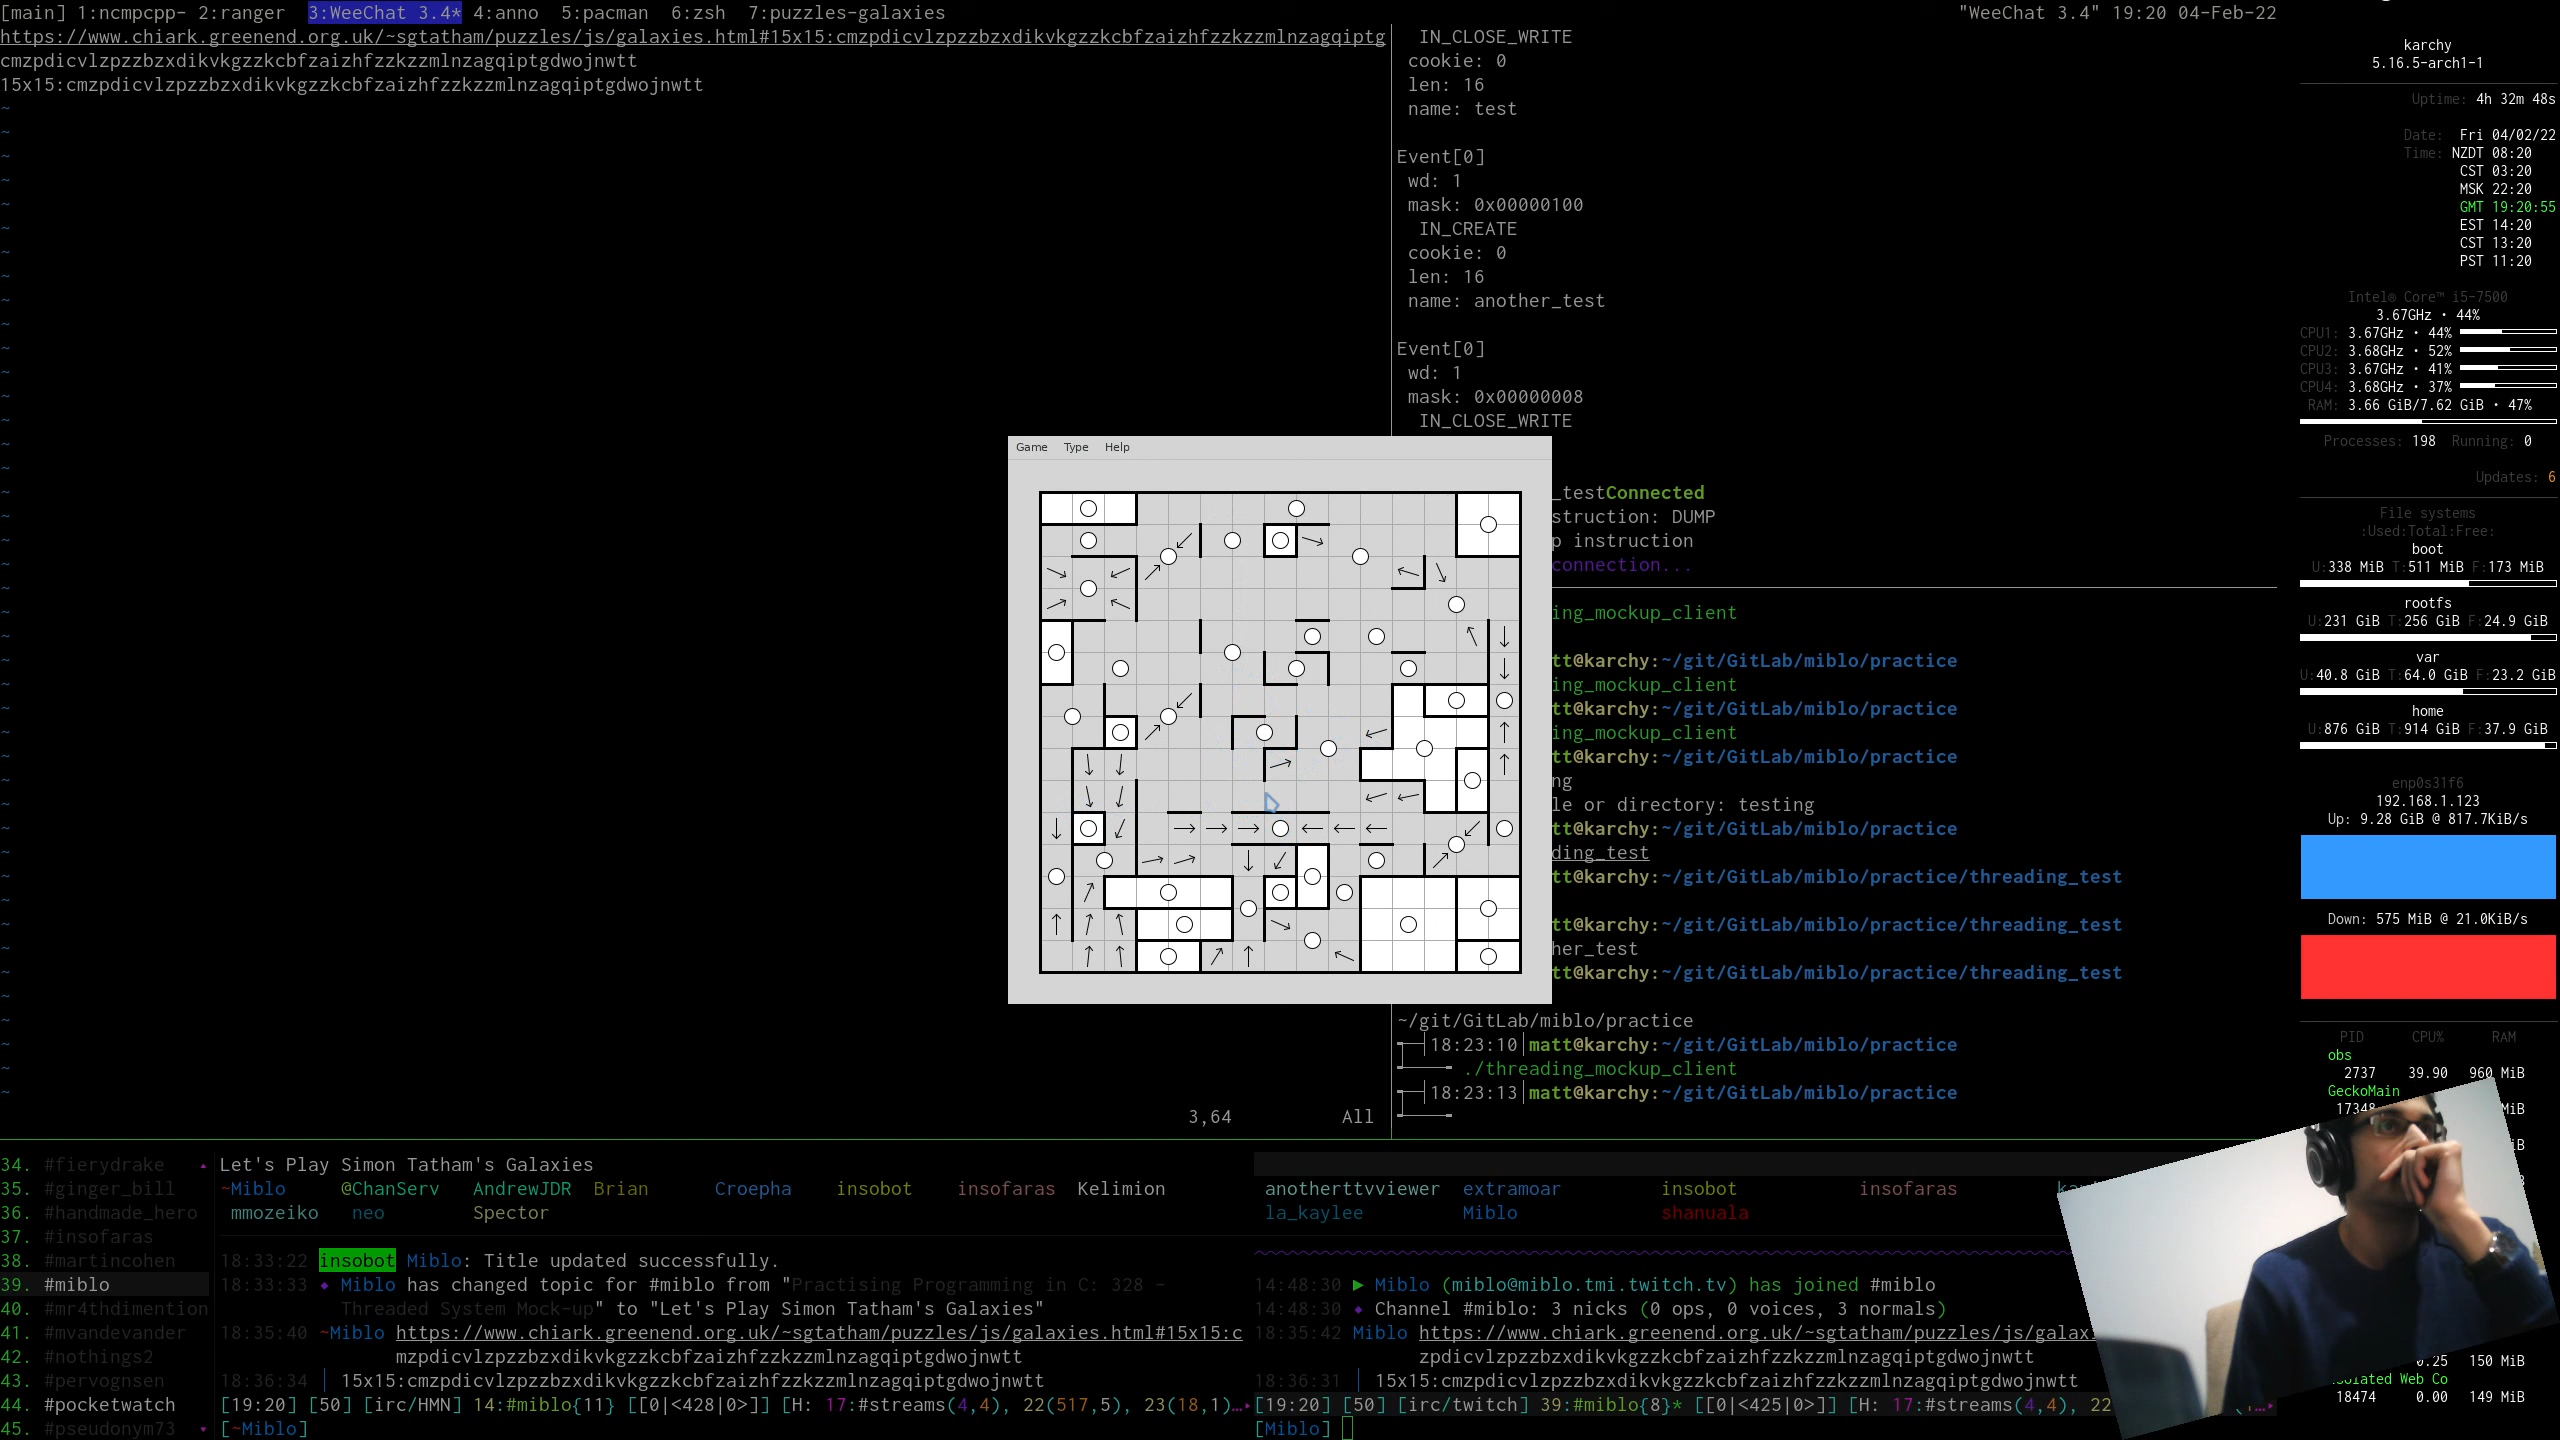 [main] 1:ncmpcpp- 2:ranger  3:WeeChat 3.4* 4:anno  5:pacman  6:zsh  7:puzzles-galaxies
"WeeChat 3.4" 19:20 04-Feb-22
https://www.chiark.greenend.org.uk/~sgtatham/puzzles/js/galaxies.html#15x15:cmzpdicvlzpzzbzxdikvkgzzkcbfzaizhfzzkzzmlnzagqiptg
cmzpdicvlzpzzbzxdikvkgzzkcbfzaizhfzzkzzmlnzagqiptgdwojnwtt
15x15:cmzpdicvlzpzzbzxdikvkgzzkcbfzaizhfzzkzzmlnzagqiptgdwojnwtt
3,64 All
IN_CLOSE_WRITE
cookie: 0
len: 16
name: test
Event[0]
wd: 1
mask: 0x00000100
IN_CREATE
cookie: 0
len: 16
name: another_test
Event[0]
wd: 1
mask: 0x00000008
IN_CLOSE_WRITE
_testConnected
struction: DUMP
p instruction
connection...
Game Type Help
ing_mockup_client
tt@karchy:~/git/GitLab/miblo/practice
ing_mockup_client
tt@karchy:~/git/GitLab/miblo/practice
ing_mockup_client
tt@karchy:~/git/GitLab/miblo/practice
ng
le or directory: testing
tt@karchy:~/git/GitLab/miblo/practice
ding_test
tt@karchy:~/git/GitLab/miblo/practice/threading_test
tt@karchy:~/git/GitLab/miblo/practice/threading_test
her_test
tt@karchy:~/git/GitLab/miblo/practice/threading_test
~/git/GitLab/miblo/practice
18:23:10 matt@karchy:~/git/GitLab/miblo/practice
./threading_mockup_client
18:23:13 matt@karchy:~/git/GitLab/miblo/practice
karchy
5.16.5-arch1-1
Uptime: 4h 32m 48s
Date: Fri 04/02/22
Time: NZDT 08:20
CST 03:20
MSK 22:20
GMT 19:20:55
EST 14:20
CST 13:20
PST 11:20
Intel® Core™ i5-7500
3.67GHz • 44%
CPU1: 3.67GHz • 44%
CPU2: 3.68GHz • 52%
CPU3: 3.67GHz • 41%
CPU4: 3.68GHz • 37%
RAM: 3.66 GiB/7.62 GiB • 47%
Processes: 198 Running: 0
Updates: 6
File systems
:Used:Total:Free:
boot
U:338 MiB T:511 MiB F:173 MiB
rootfs
U:231 GiB T:256 GiB F:24.9 GiB
var
U:40.8 GiB T:64.0 GiB F:23.2 GiB
home
U:876 GiB T:914 GiB F:37.9 GiB
enp0s31f6
192.168.1.123
Up: 9.28 GiB @ 817.7KiB/s
Down: 575 MiB @ 21.0KiB/s
PID CPU% RAM
obs
2737 39.90 960 MiB
GeckoMain
17348 MiB
0.25 150 MiB
solated Web Co
18474 0.00 149 MiB
34. #fierydrake
35. #ginger_bill
36. #handmade_hero
37. #insofaras
38. #martincohen
39. #miblo
40. #mr4thdimention
41. #mvandevander
42. #nothings2
43. #pervognsen
44. #pocketwatch
45. #pseudonym73
Let's Play Simon Tatham's Galaxies
~Miblo @ChanServ AndrewJDR Brian Croepha insobot insofaras Kelimion
mmozeiko neo Spector
18:33:22 insobot Miblo: Title updated successfully.
18:33:33 Miblo has changed topic for #miblo from "Practising Programming in C: 328 –
Threaded System Mock-up" to "Let's Play Simon Tatham's Galaxies"
18:35:40 ~Miblo https://www.chiark.greenend.org.uk/~sgtatham/puzzles/js/galaxies.html#15x15:c
mzpdicvlzpzzbzxdikvkgzzkcbfzaizhfzzkzzmlnzagqiptgdwojnwtt
18:36:34 15x15:cmzpdicvlzpzzbzxdikvkgzzkcbfzaizhfzzkzzmlnzagqiptgdwojnwtt
[19:20] [50] [irc/HMN] 14:#miblo{11} [[0|<428|0>]] [H: 17:#streams(4,4), 22(517,5), 23(18,1)…
[~Miblo]
anotherttvviewer extramoar insobot insofaras
la_kaylee Miblo shanuala
14:48:30 Miblo (miblo@miblo.tmi.twitch.tv) has joined #miblo
14:48:30 Channel #miblo: 3 nicks (0 ops, 0 voices, 3 normals)
18:35:42 Miblo https://www.chiark.greenend.org.uk/~sgtatham/puzzles/js/galax
zpdicvlzpzzbzxdikvkgzzkcbfzaizhfzzkzzmlnzagqiptgdwojnwtt
18:36:31 15x15:cmzpdicvlzpzzbzxdikvkgzzkcbfzaizhfzzkzzmlnzagqiptgdwojnwtt
[19:20] [50] [irc/twitch] 39:#miblo{8}* [[0|<425|0>]] [H: 17:#streams(4,4), 22
[Miblo]